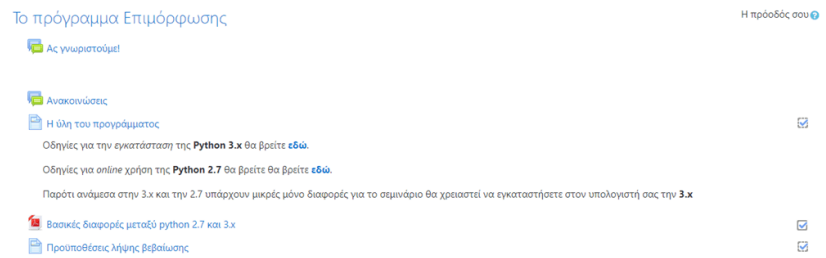 Το πρόγραμμα Επιμόρφωσης
Η πρόοδός σου
Ας γνωριστούμε!
Ανακοινώσεις
Η ύλη του προγράμματος
Οδηγίες για την εγκατάσταση της Python 3.x θα βρείτε εδώ.
Οδηγίες για online χρήση της Python 2.7 θα βρείτε θα βρείτε εδώ.
Παρότι ανάμεσα στην 3.x και την 2.7 υπάρχουν μικρές μόνο διαφορές για το σεμινάριο θα χρειαστεί να εγκαταστήσετε στον υπολογιστή σας την 3.x
Βασικές διαφορές μεταξύ python 2.7 και 3.x
Προϋποθέσεις λήψης βεβαίωσης